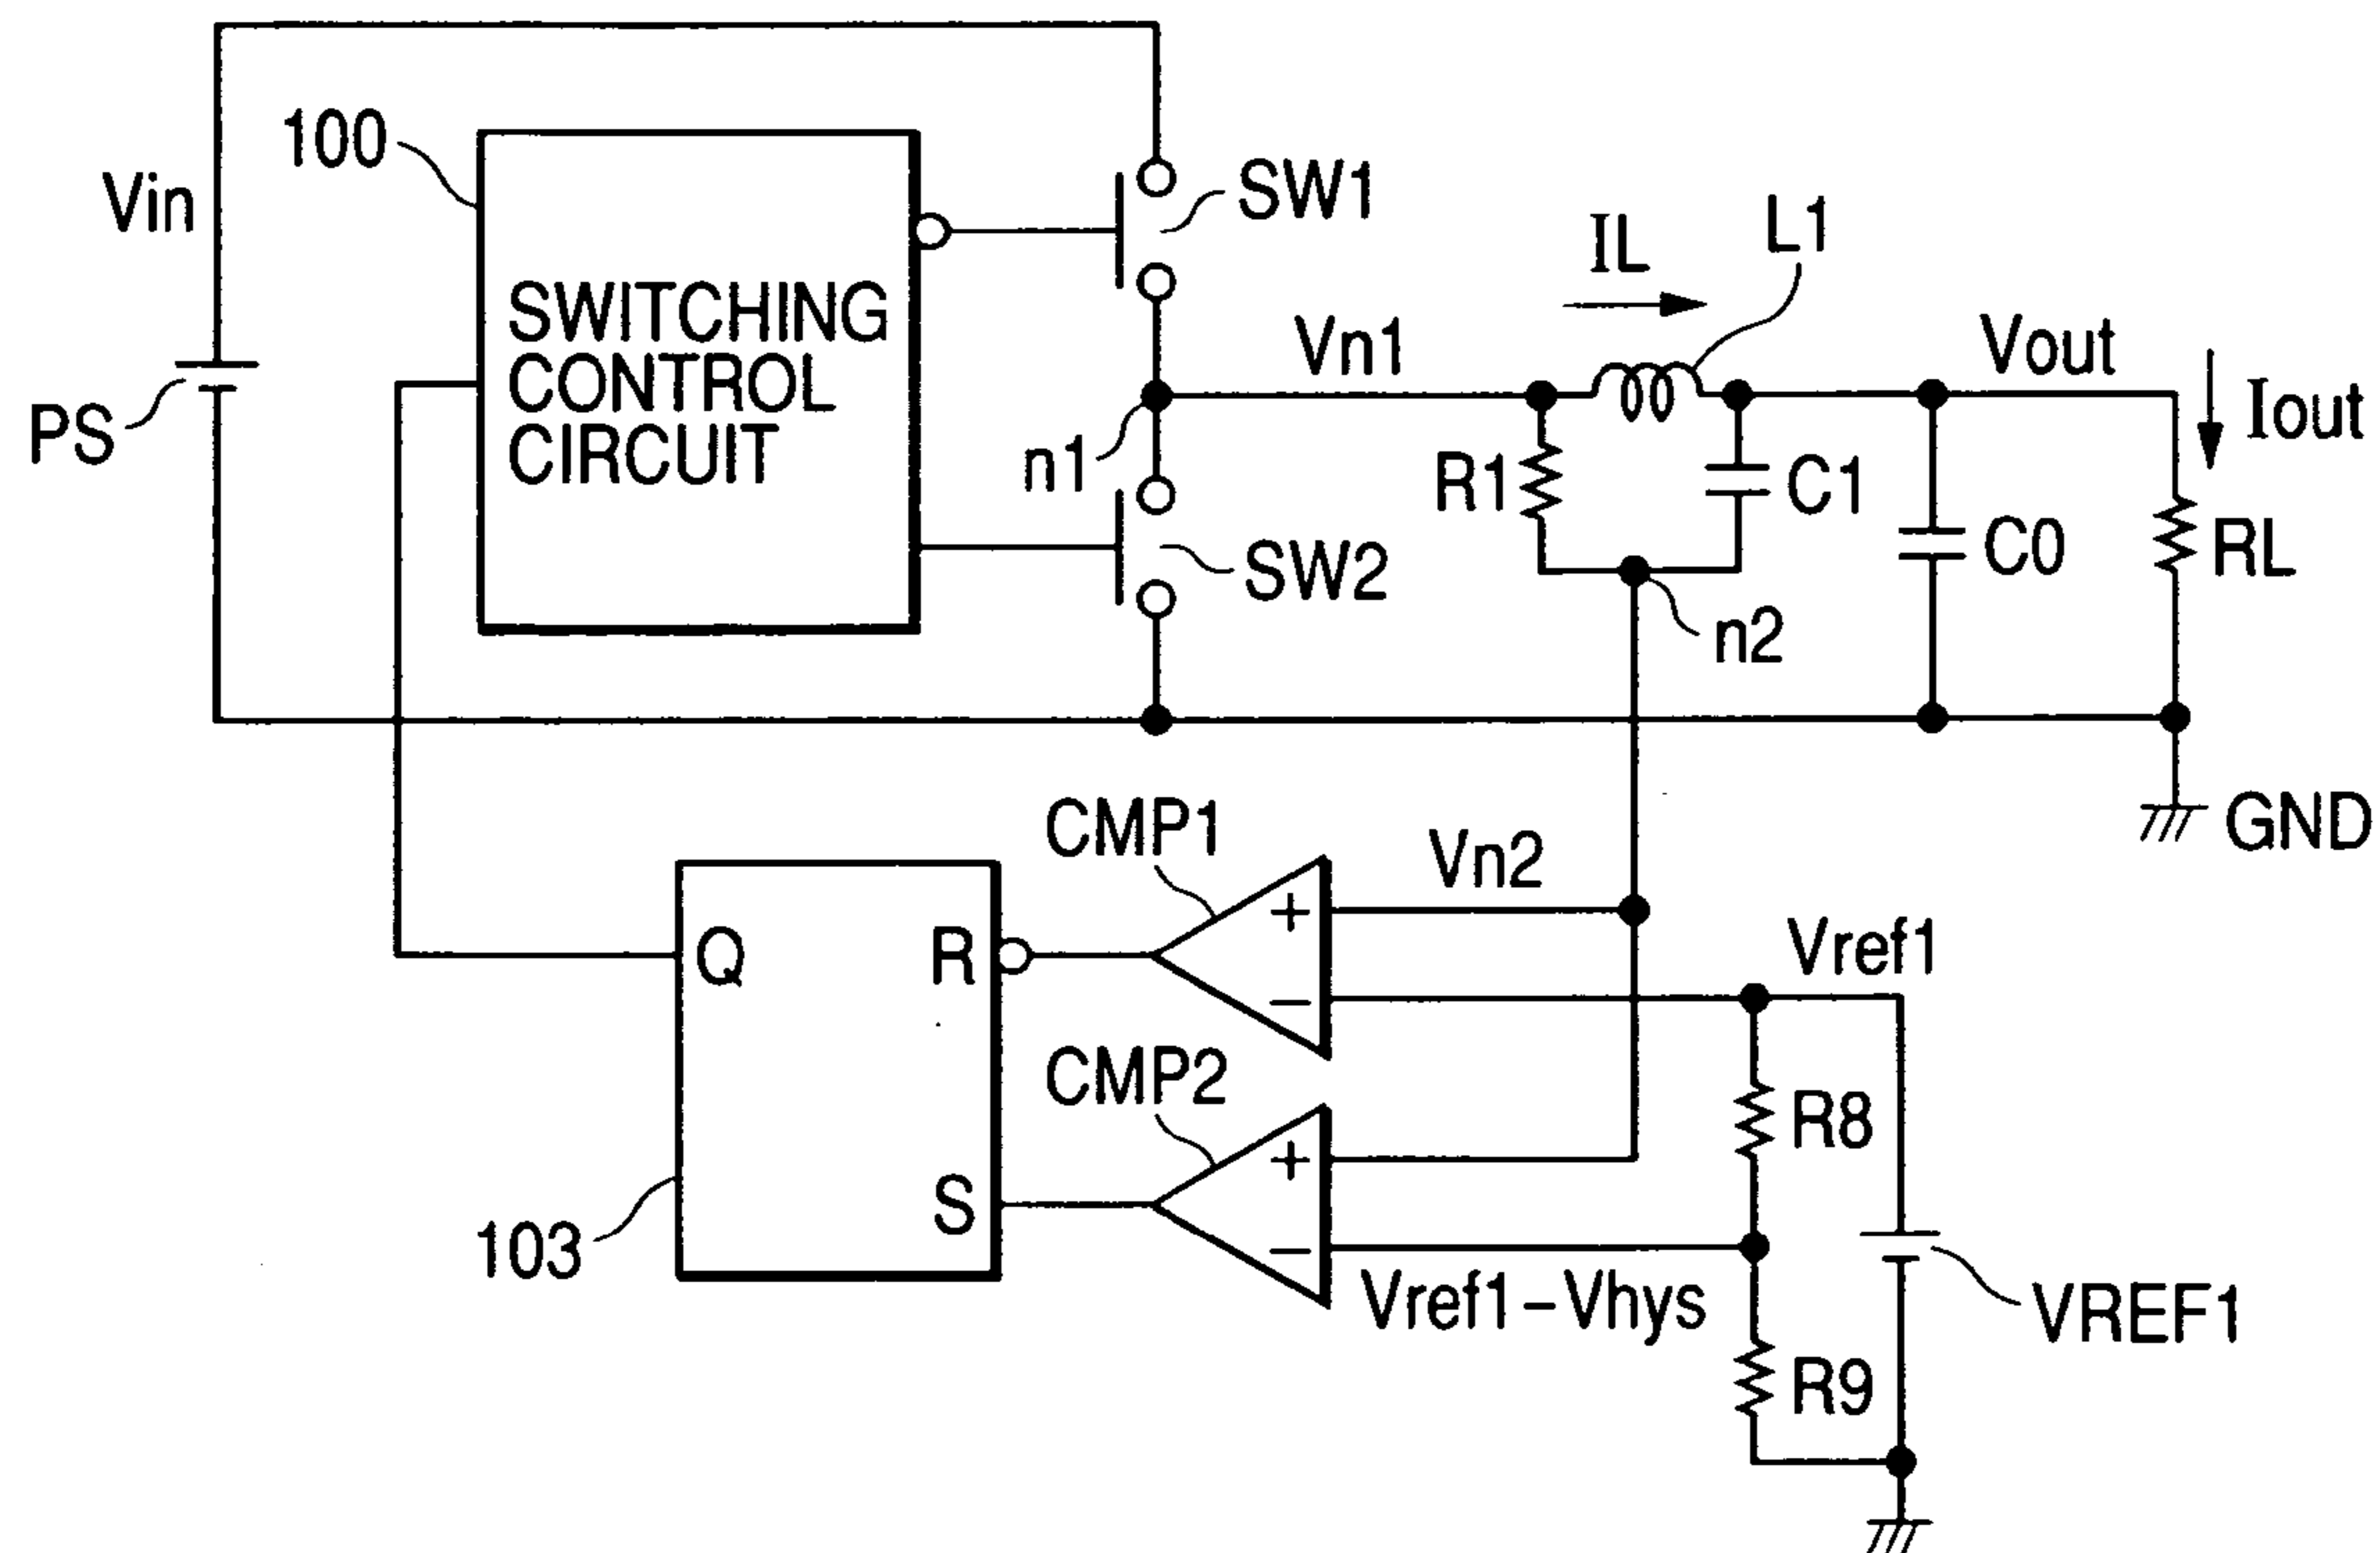 100
Vin
SW1
L1
IL
SWITCHING
CONTROL
CIRCUIT
Vn1
Vout
PS
Iout
n1
R1
C1
C0
RL
SW2
n2
CMP1
Vn2
GND
Q
R
+
−
Vref1
CMP2
R8
S
+
−
103
Vref1−Vhys
VREF1
R9